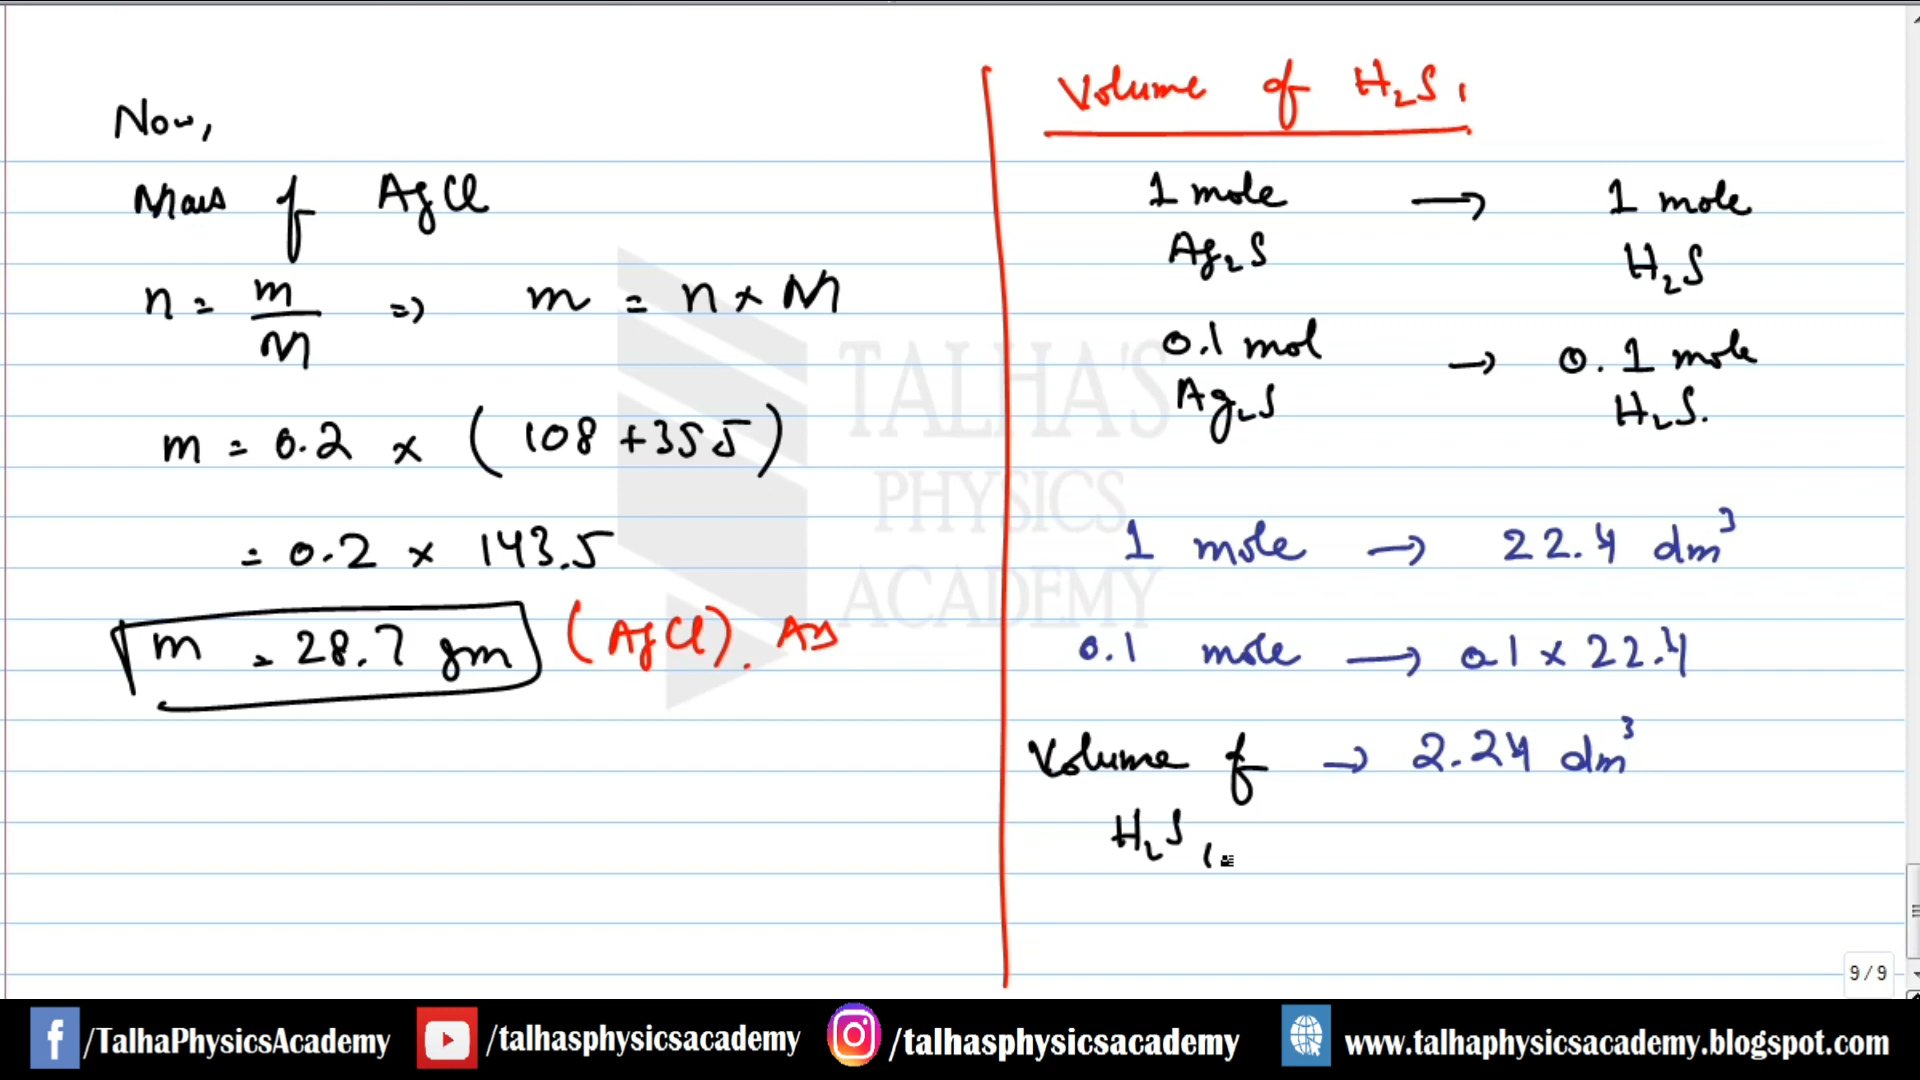 Now,
Mass of AgCl
n = m/M => m = n × M
m = 0.2 × (108 + 35.5)
= 0.2 × 143.5
m = 28.7 gm (AgCl). Ans
Volume of H₂S,
1 mole → 1 mole
Ag₂S H₂S
0.1 mol → 0.1 mole
Ag₂S H₂S.
1 mole → 22.4 dm³
0.1 mole → 0.1 × 22.4
Volume of → 2.24 dm³
H₂S,
TALHA'S
PHYSICS
ACADEMY
9/9
/TalhaPhysicsAcademy /talhasphysicsacademy /talhasphysicsacademy www.talhaphysicsacademy.blogspot.com